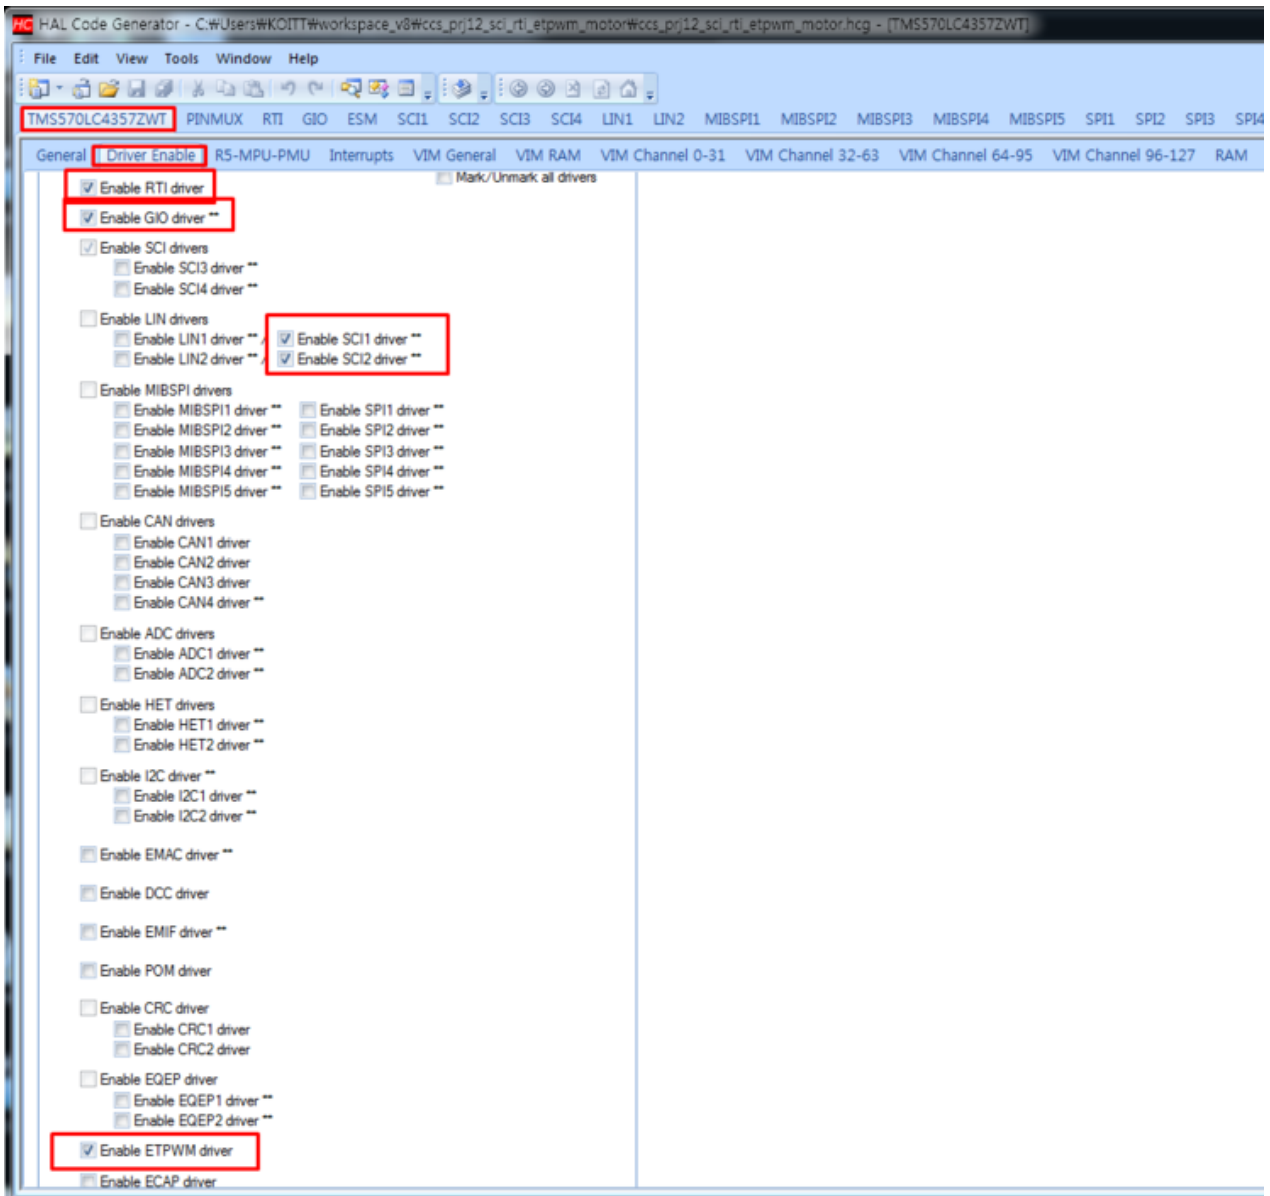 HC HAL Code Generator - C:₩Users₩KOITT₩workspace_v8₩ccs_prj12_sci_rti_etpwm_motor₩ccs_prj12_sci_rti_etpwm_motor.hcg - [TMS570LC4357ZWT]
File Edit View Tools Window Help
TMS570LC4357ZWT PINMUX RTI GIO ESM SCI1 SCI2 SCI3 SCI4 LIN1 LIN2 MIBSPI1 MIBSPI2 MIBSPI3 MIBSPI4 MIBSPI5 SPI1 SPI2 SPI3 SPI4
General Driver Enable R5-MPU-PMU Interrupts VIM General VIM RAM VIM Channel 0-31 VIM Channel 32-63 VIM Channel 64-95 VIM Channel 96-127 RAM
Mark/Unmark all drivers
Enable RTI driver
Enable GIO driver **
Enable SCI drivers
Enable SCI3 driver **
Enable SCI4 driver **
Enable LIN drivers
Enable LIN1 driver ** / Enable SCI1 driver **
Enable LIN2 driver ** / Enable SCI2 driver **
Enable MIBSPI drivers
Enable MIBSPI1 driver ** Enable SPI1 driver **
Enable MIBSPI2 driver ** Enable SPI2 driver **
Enable MIBSPI3 driver ** Enable SPI3 driver **
Enable MIBSPI4 driver ** Enable SPI4 driver **
Enable MIBSPI5 driver ** Enable SPI5 driver **
Enable CAN drivers
Enable CAN1 driver
Enable CAN2 driver
Enable CAN3 driver
Enable CAN4 driver **
Enable ADC drivers
Enable ADC1 driver **
Enable ADC2 driver **
Enable HET drivers
Enable HET1 driver **
Enable HET2 driver **
Enable I2C driver **
Enable I2C1 driver **
Enable I2C2 driver **
Enable EMAC driver **
Enable DCC driver
Enable EMIF driver **
Enable POM driver
Enable CRC driver
Enable CRC1 driver
Enable CRC2 driver
Enable EQEP driver
Enable EQEP1 driver **
Enable EQEP2 driver **
Enable ETPWM driver
Enable ECAP driver